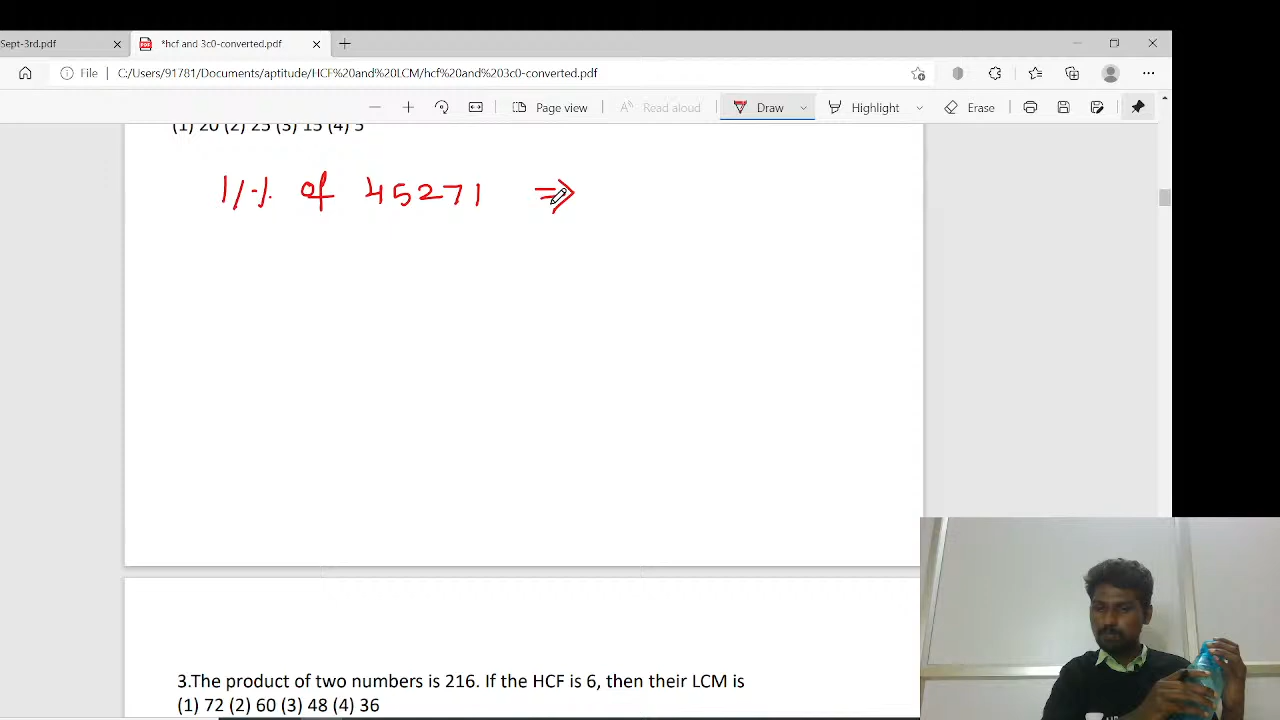 Sept-3rd.pdf
*hcf and 3c0-converted.pdf
File
C:/Users/91781/Documents/aptitude/HCF%20and%20LCM/hcf%20and%203c0-converted.pdf
Page view
Read aloud
Draw
Highlight
Erase
(1) 20 (2) 25 (3) 15 (4) 5
of 45271 ⇒
3.The product of two numbers is 216. If the HCF is 6, then their LCM is
(1) 72 (2) 60 (3) 48 (4) 36